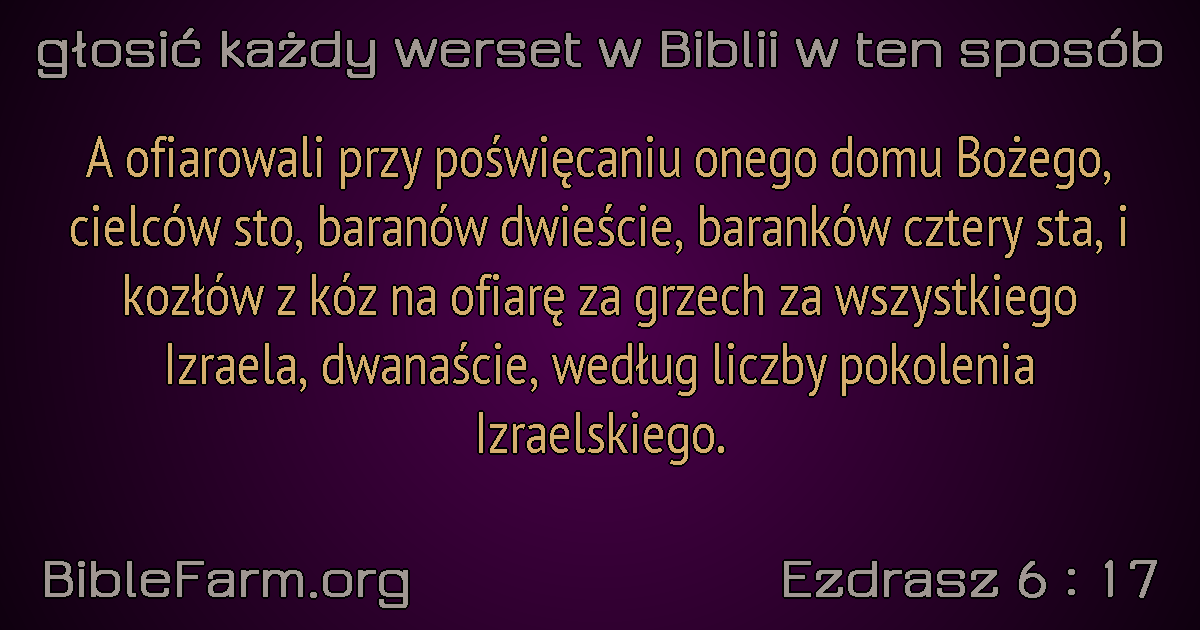 głosić każdy werset w Biblii w ten sposób
A ofiarowali przy poświęcaniu onego domu Bożego,
cielców sto, baranów dwieście, baranków cztery sta, i
kozłów z kóz na ofiarę za grzech za wszystkiego
Izraela, dwanaście, według liczby pokolenia
Izraelskiego.
BibleFarm.org
Ezdrasz 6 : 17